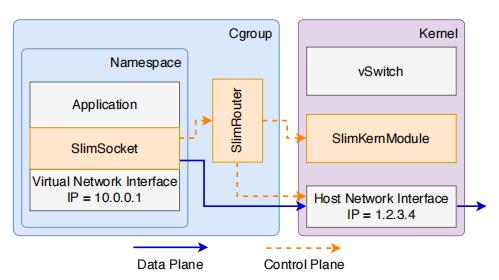 Cgroup
Kernel
Namespace
Application
SlimSocket
Virtual Network Interface
IP = 10.0.0.1
SlimRouter
vSwitch
SlimKernModule
Host Network Interface
IP = 1.2.3.4
Data Plane
Control Plane